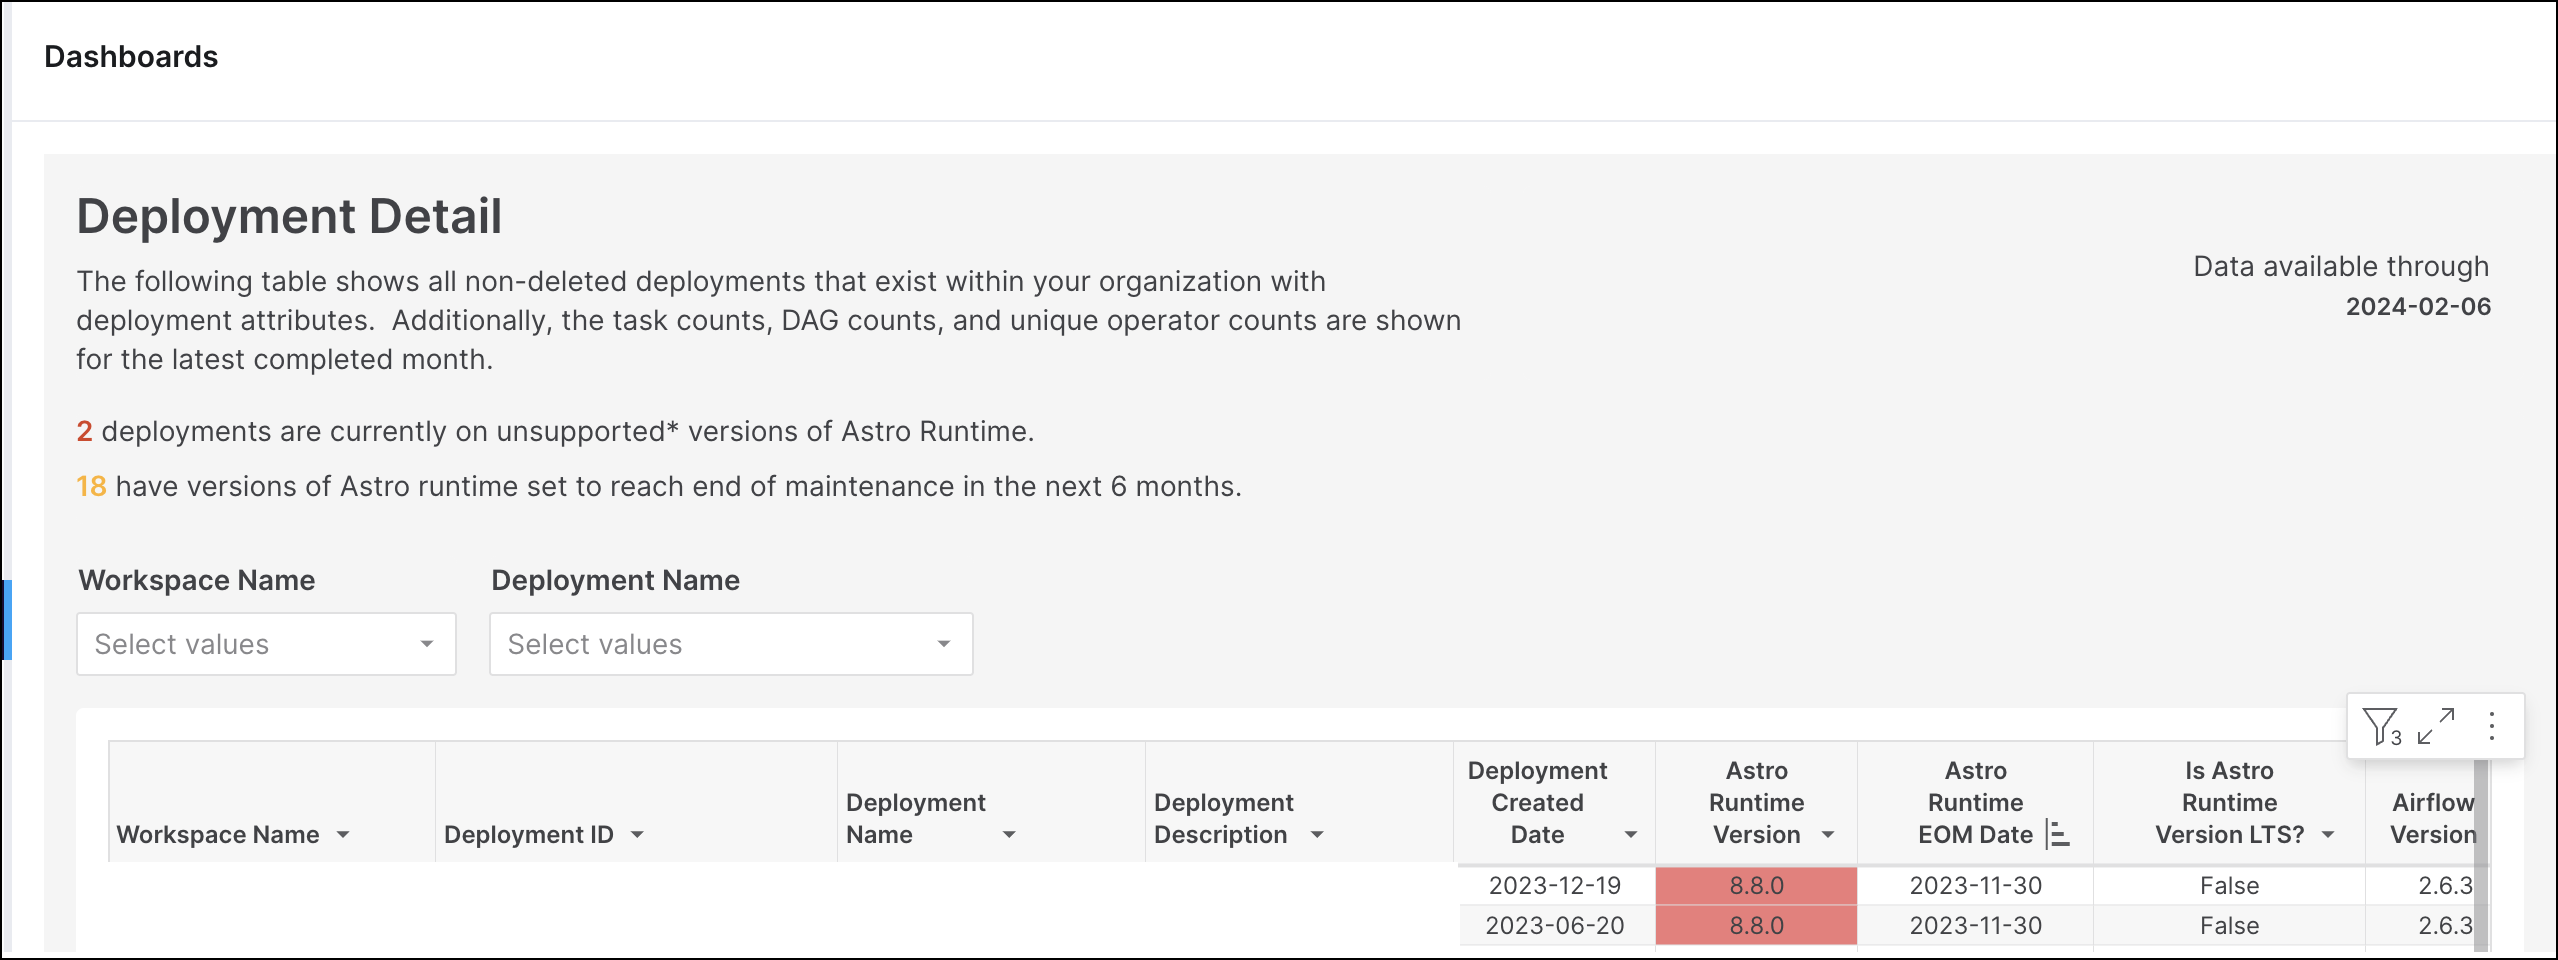 Dashboards
Deployment Detail
The following table shows all non-deleted deployments that exist within your organization with
deployment attributes.  Additionally, the task counts, DAG counts, and unique operator counts are shown
for the latest completed month.
Data available through
2024-02-06
2 deployments are currently on unsupported* versions of Astro Runtime.
18 have versions of Astro runtime set to reach end of maintenance in the next 6 months.
Workspace Name Deployment Name
Select values Select values
3
Workspace Name
Deployment ID
Deployment
Name
Deployment
Description
Deployment
Created
Date
Astro
Runtime
Version
Astro
Runtime
EOM Date
Is Astro
Runtime
Version LTS?
Airflow
Version
2023-12-19 8.8.0 2023-11-30 False 2.6.3
2023-06-20 8.8.0 2023-11-30 False 2.6.3